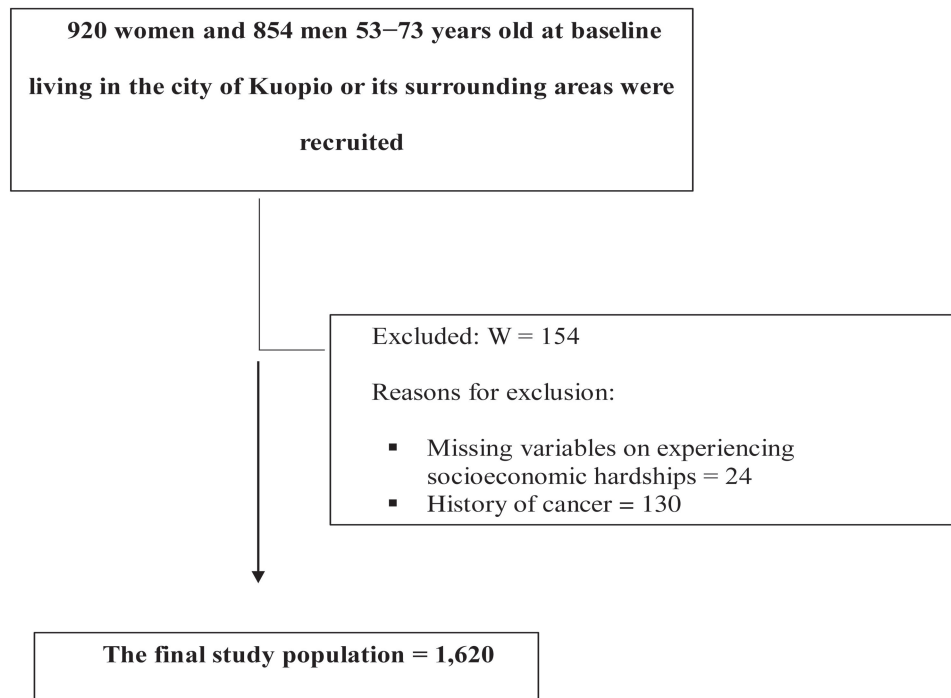 920 women and 854 men 53–73 years old at baseline
living in the city of Kuopio or its surrounding areas were
recruited
Excluded: W = 154
Reasons for exclusion:
▪ Missing variables on experiencing
socioeconomic hardships = 24
▪ History of cancer = 130
The final study population = 1,620